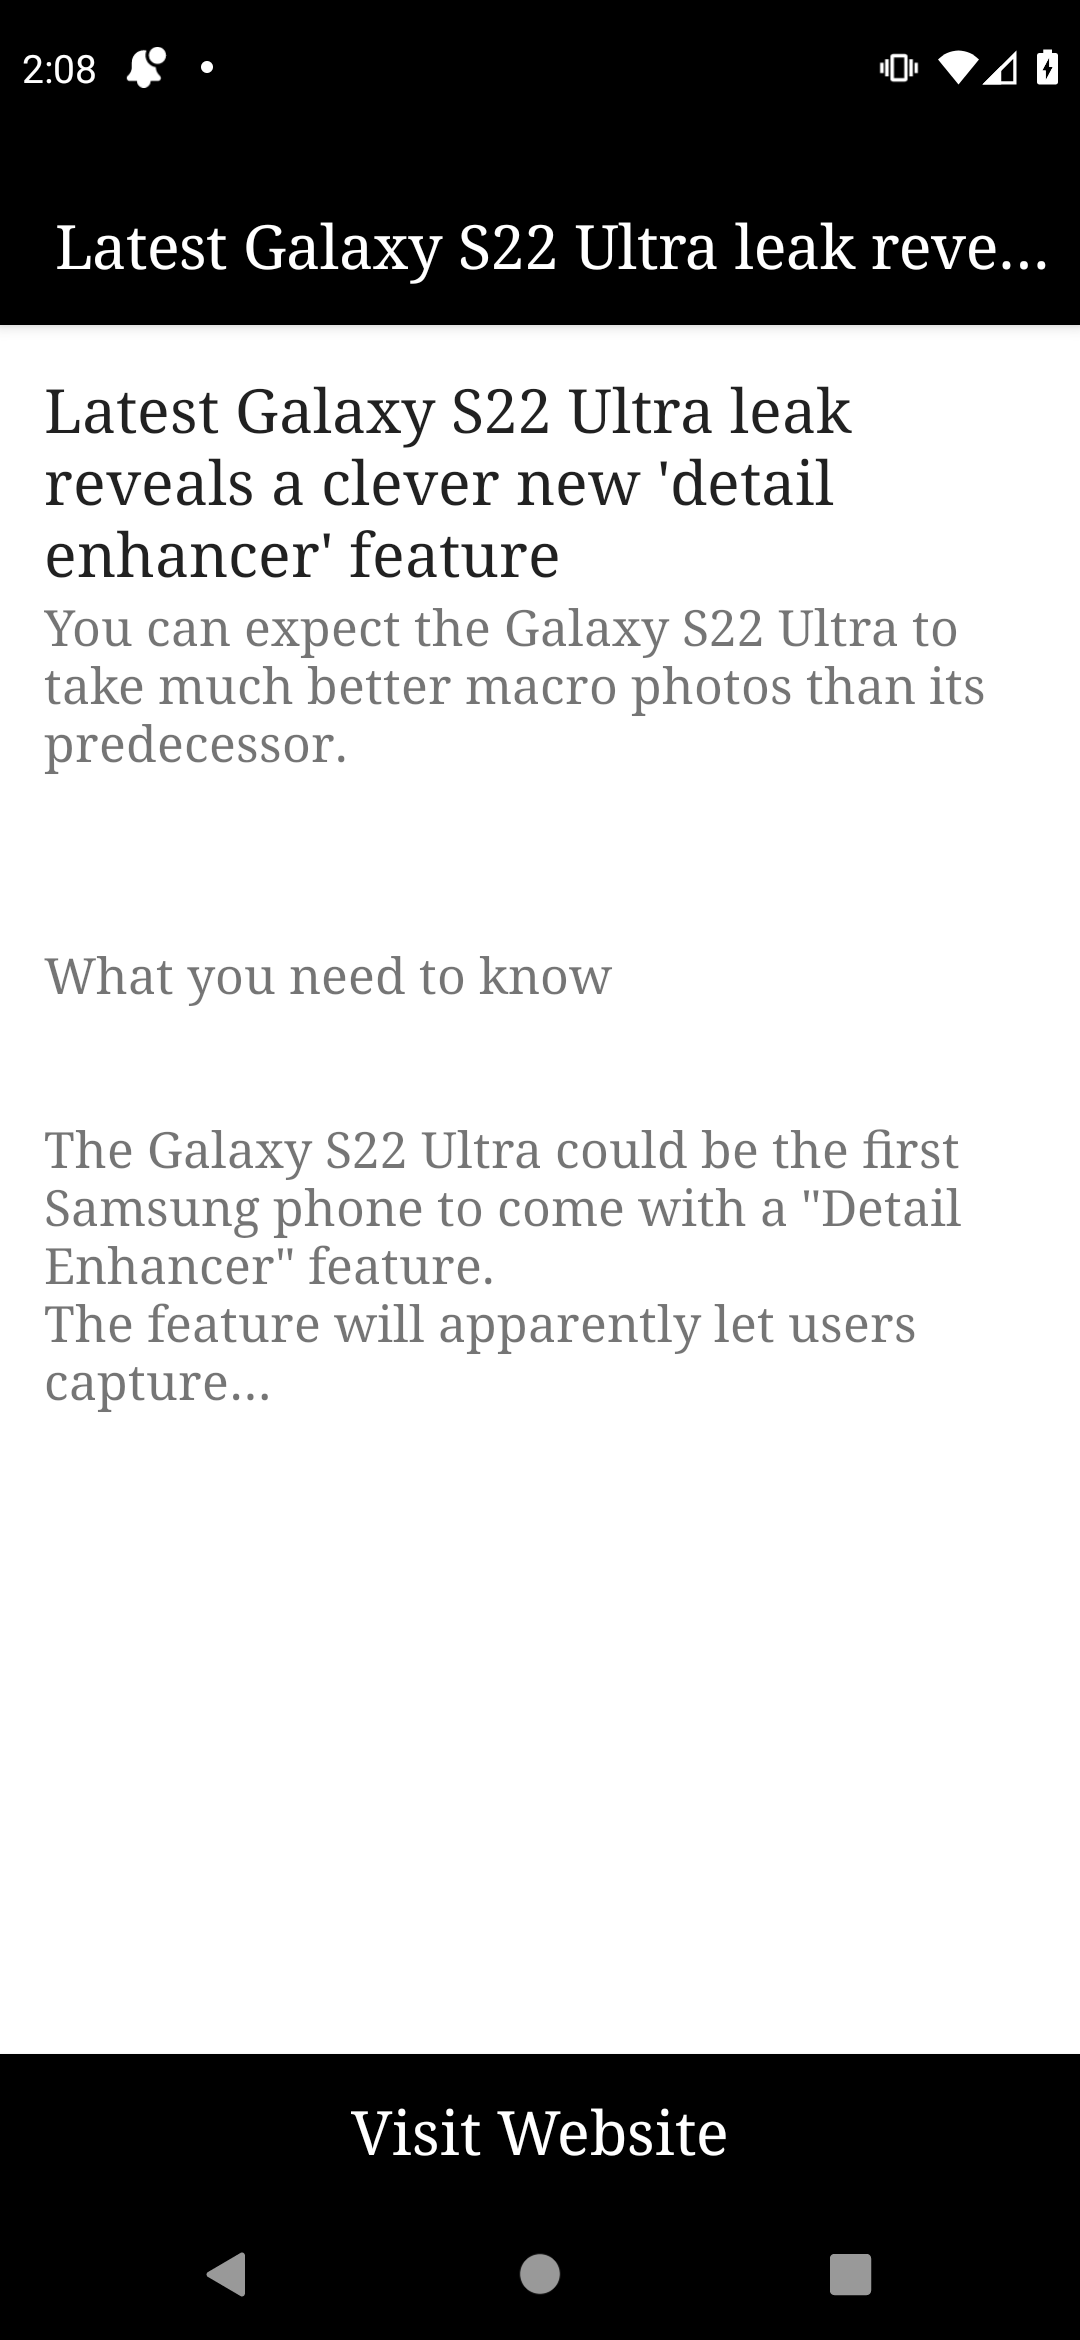 2:08
Latest Galaxy S22 Ultra leak reve...
Latest Galaxy S22 Ultra leak
reveals a clever new 'detail
enhancer' feature
You can expect the Galaxy S22 Ultra to
take much better macro photos than its
predecessor.
What you need to know
The Galaxy S22 Ultra could be the first
Samsung phone to come with a "Detail
Enhancer" feature.
The feature will apparently let users
capture...
Visit Website